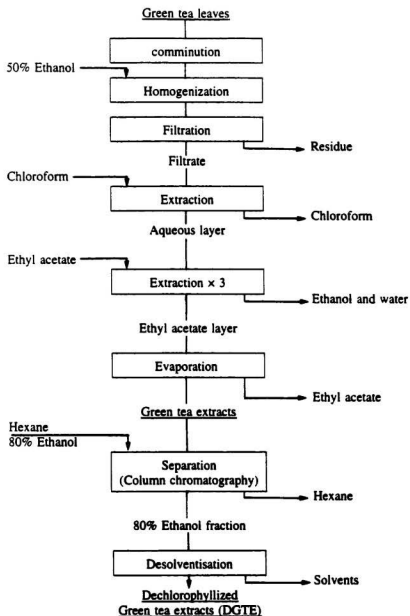 Green tea leaves
comminution
50% Ethanol
Homogenization
Filtration
Residue
Filtrate
Chloroform
Extraction
Chloroform
Aqueous layer
Ethyl acetate
Extraction × 3
Ethanol and water
Ethyl acetate layer
Evaporation
Ethyl acetate
Green tea extracts
Hexane
80% Ethanol
Separation
(Column chromatography)
Hexane
80% Ethanol fraction
Desolventisation
Solvents
Dechlorophyllized
Green tea extracts (DGTE)